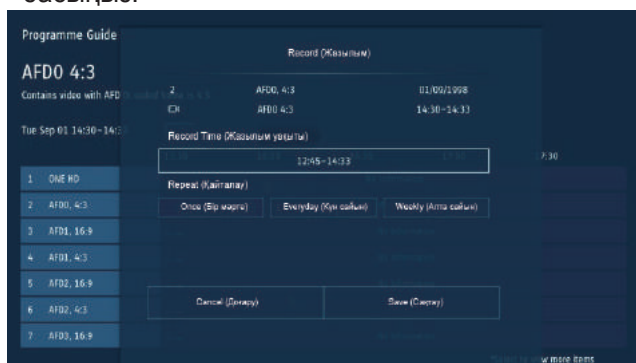 басыңыз.
Programme Guide
Record (Жазылым)
AFD0 4:3
2 AFD0, 4:3 01/09/1998
Contains video with AFD
AFD0 4:3 14:30-14:33
Tue Sep 01 14:30-14:3
Record Time (Жазылым уақыты)
12:45-14:33
7:30
1 ONE HD
Repeat (Қайталау)
2 AFD0, 4:3
Once (Бір мәрте) Everyday (Күн сайын) Weekly (Апта сайын)
3 AFD1, 16:9
4 AFD1, 4:3
5 AFD2, 16:9
Cancel (Доғару) Save (Сақтау)
6 AFD2, 4:3
7 AFD3, 16:9
view more items